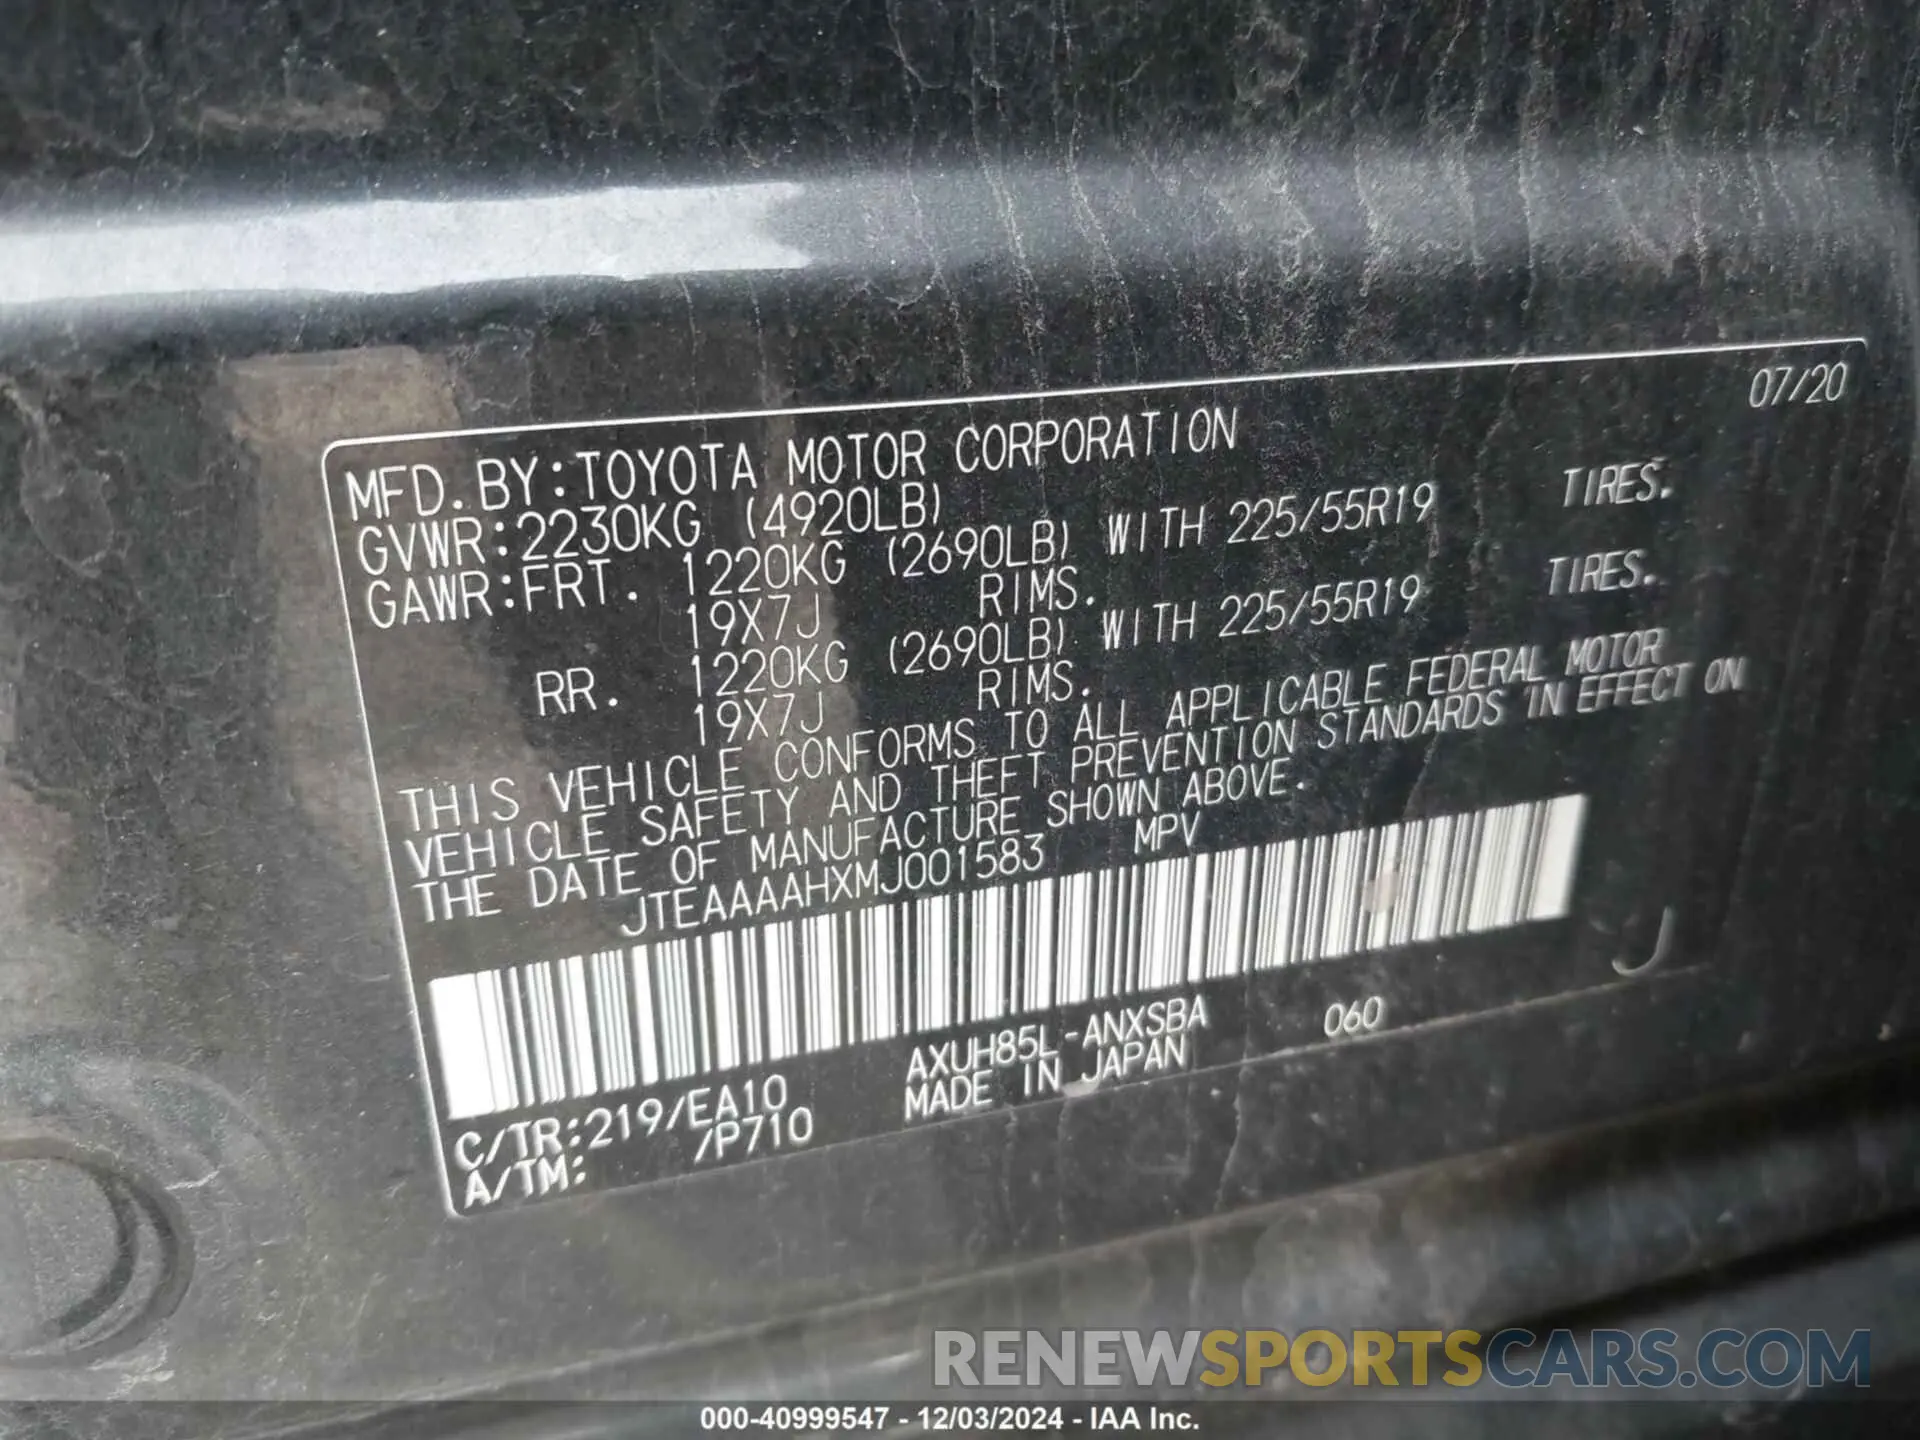 07/20
MFD.BY:TOYOTA MOTOR CORPORATION
GVWR:2230KG (4920LB)
GAWR:FRT. 1220KG (2690LB) WITH 225/55R19 TIRES.
19X7J RIMS.
RR. 1220KG (2690LB) WITH 225/55R19 TIRES.
19X7J RIMS.
THIS VEHICLE CONFORMS TO ALL APPLICABLE FEDERAL MOTOR
VEHICLE SAFETY AND THEFT PREVENTION STANDARDS IN EFFECT ON
THE DATE OF MANUFACTURE SHOWN ABOVE.
JTEAAAAHXMJ001583 MPV
J
AXUH85L-ANXSBA 060
C/TR:219/EA10 MADE IN JAPAN
A/TM: /P710
RENEWSPORTSCARS.COM
000-40999547 - 12/03/2024 - IAA Inc.